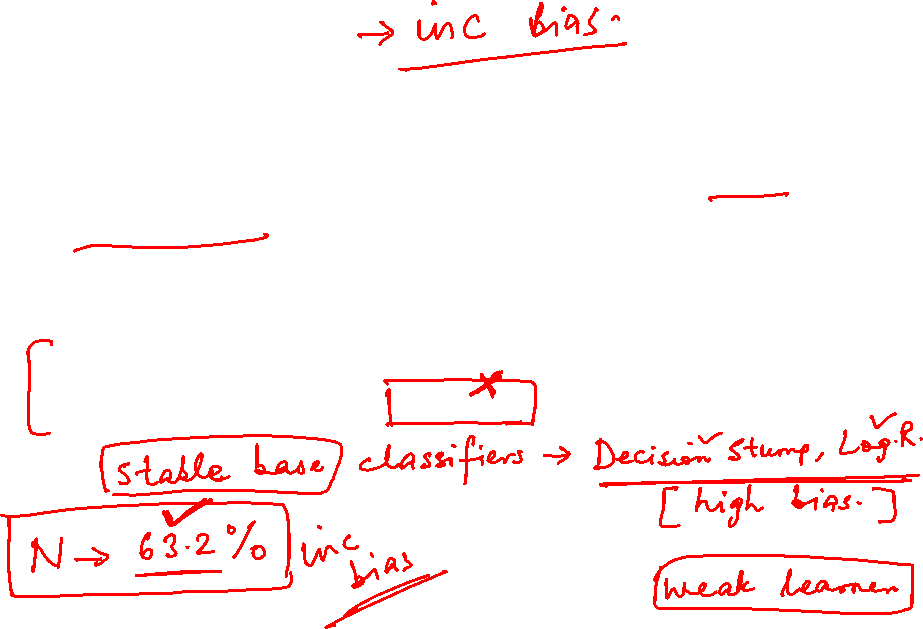 → inc bias.
stable base classifiers → Decision stump, Log.R.
[ high bias. ]
N → 63.2% inc bias
weak learner